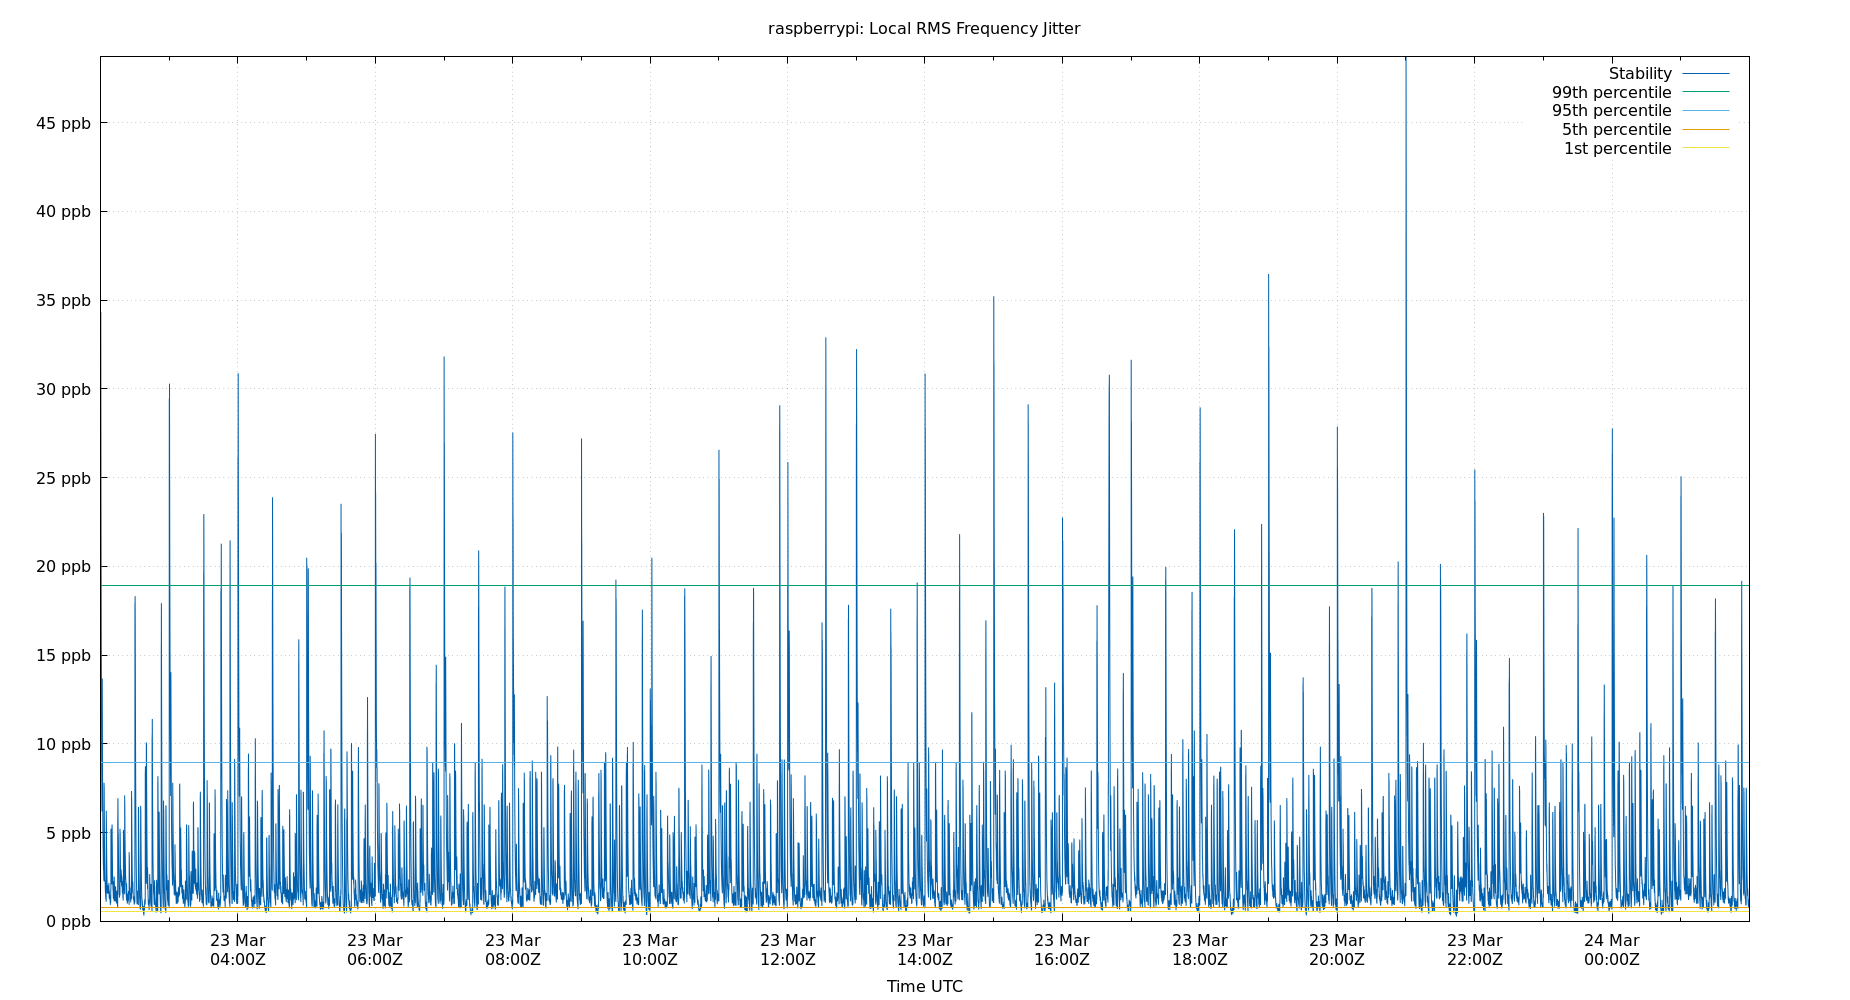 raspberrypi: Local RMS Frequency Jitter
Stability
99th percentile
95th percentile
5th percentile
1st percentile
45 ppb
40 ppb
35 ppb
30 ppb
25 ppb
20 ppb
15 ppb
10 ppb
5 ppb
0 ppb
23 Mar
04:00Z
23 Mar
06:00Z
23 Mar
08:00Z
23 Mar
10:00Z
23 Mar
12:00Z
23 Mar
14:00Z
23 Mar
16:00Z
23 Mar
18:00Z
23 Mar
20:00Z
23 Mar
22:00Z
24 Mar
00:00Z
Time UTC